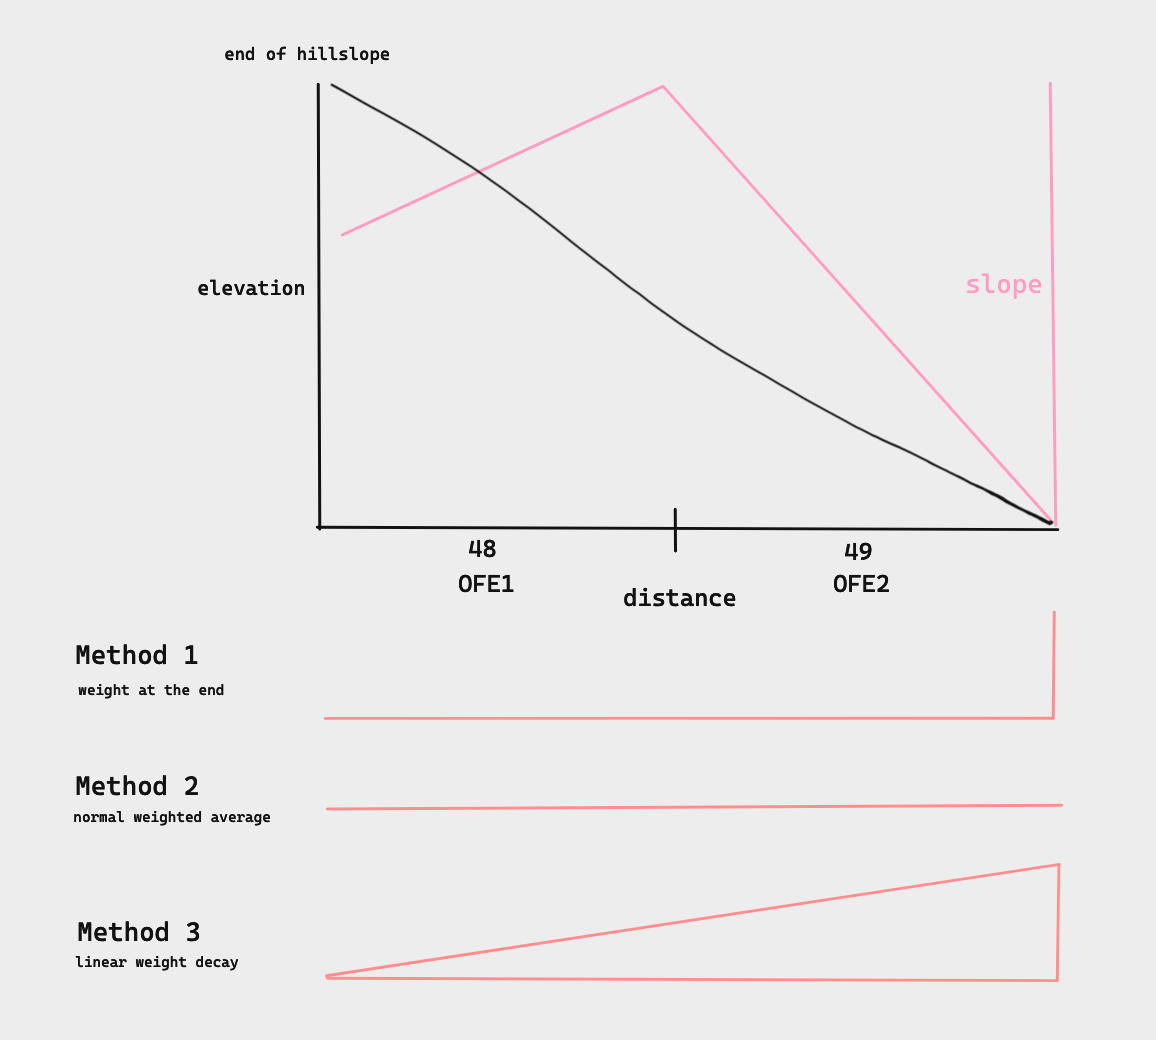 end of hillslope
elevation
slope
48
49
OFE1
OFE2
distance
Method 1
weight at the end
Method 2
normal weighted average
Method 3
linear weight decay